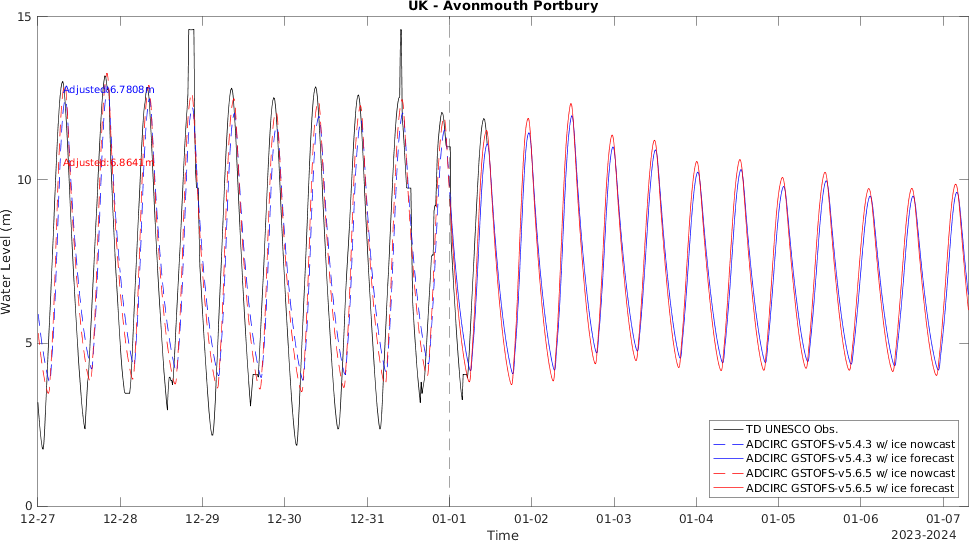 UK - Avonmouth Portbury
15
10
5
0
Water Level (m)
Adjusted:6.7808m
Adjusted:6.8641m
TD UNESCO Obs.
ADCIRC GSTOFS-v5.4.3 w/ ice nowcast
ADCIRC GSTOFS-v5.4.3 w/ ice forecast
ADCIRC GSTOFS-v5.6.5 w/ ice nowcast
ADCIRC GSTOFS-v5.6.5 w/ ice forecast
12-27 12-28 12-29 12-30 12-31 01-01 01-02 01-03 01-04 01-05 01-06 01-07
Time
2023-2024